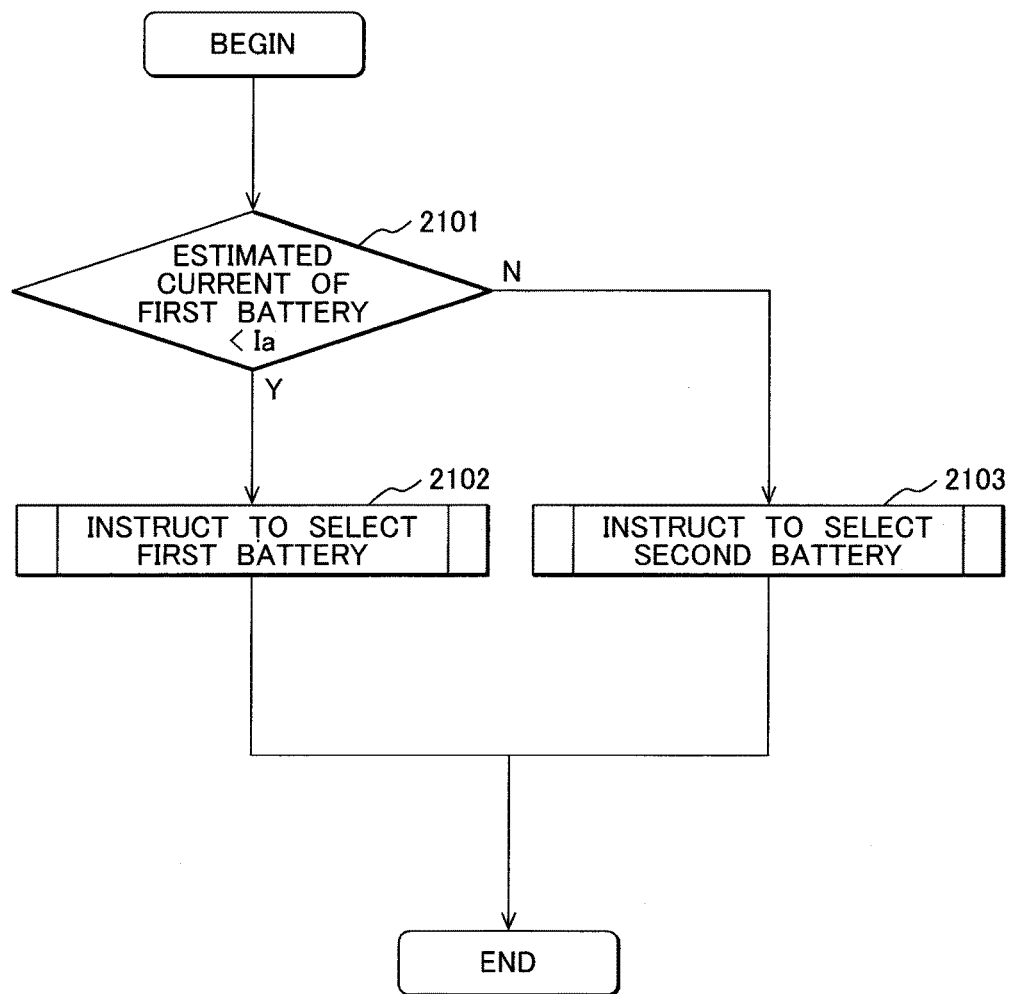 BEGIN
2101
ESTIMATED
CURRENT OF
FIRST BATTERY
< Ia
N
Y
2102
INSTRUCT TO SELECT
FIRST BATTERY
2103
INSTRUCT TO SELECT
SECOND BATTERY
END